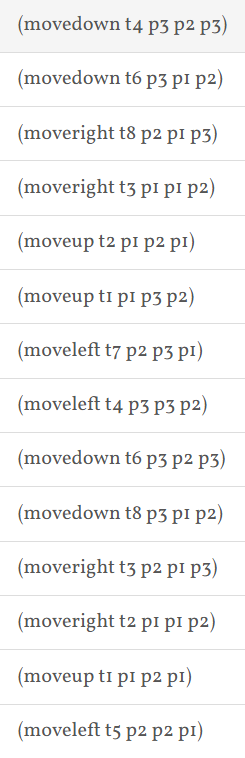 (movedown t4 p3 p2 p3)
(movedown t6 p3 p1 p2)
(moveright t8 p2 p1 p3)
(moveright t3 p1 p1 p2)
(moveup t2 p1 p2 p1)
(moveup t1 p1 p3 p2)
(moveleft t7 p2 p3 p1)
(moveleft t4 p3 p3 p2)
(movedown t6 p3 p2 p3)
(movedown t8 p3 p1 p2)
(moveright t3 p2 p1 p3)
(moveright t2 p1 p1 p2)
(moveup t1 p1 p2 p1)
(moveleft t5 p2 p2 p1)